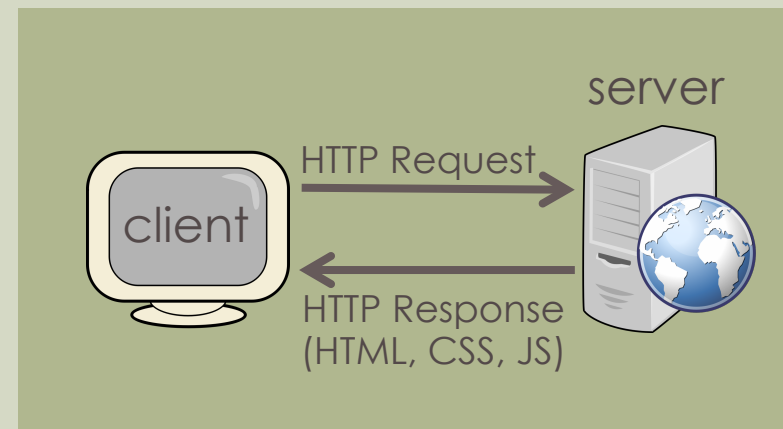 server
HTTP Request
client
HTTP Response
(HTML, CSS, JS)